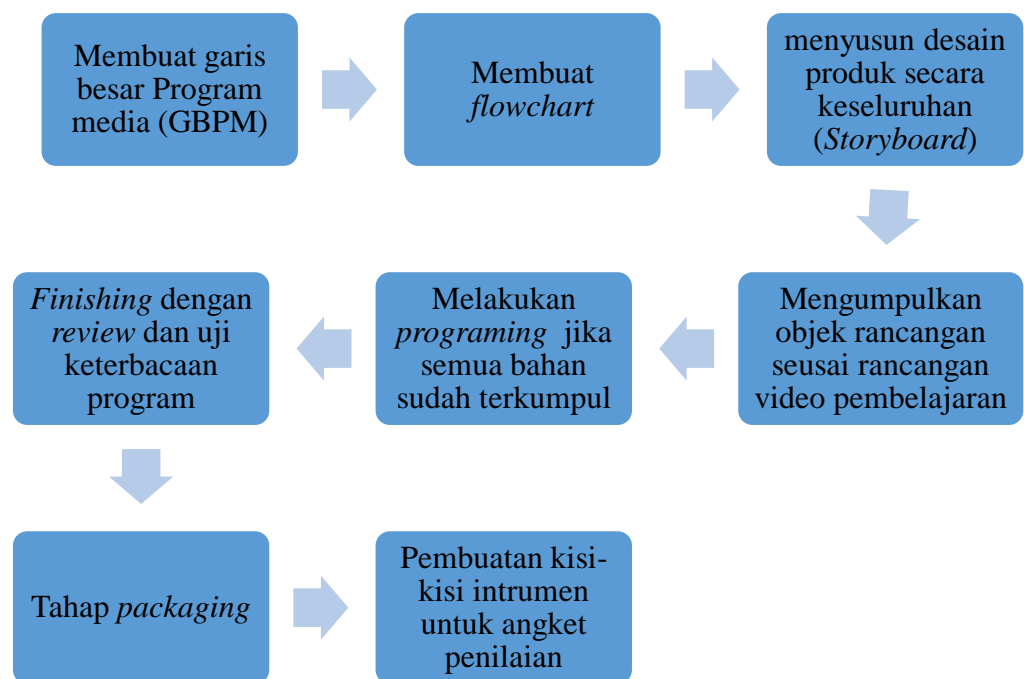 Membuat garis
besar Program
media (GBPM)
Membuat
flowchart
menyusun desain
produk secara
keseluruhan
(Storyboard)
Mengumpulkan
objek rancangan
seusai rancangan
video pembelajaran
Melakukan
programing jika
semua bahan
sudah terkumpul
Finishing dengan
review dan uji
keterbacaan
program
Tahap packaging
Pembuatan kisi-
kisi intrumen
untuk angket
penilaian